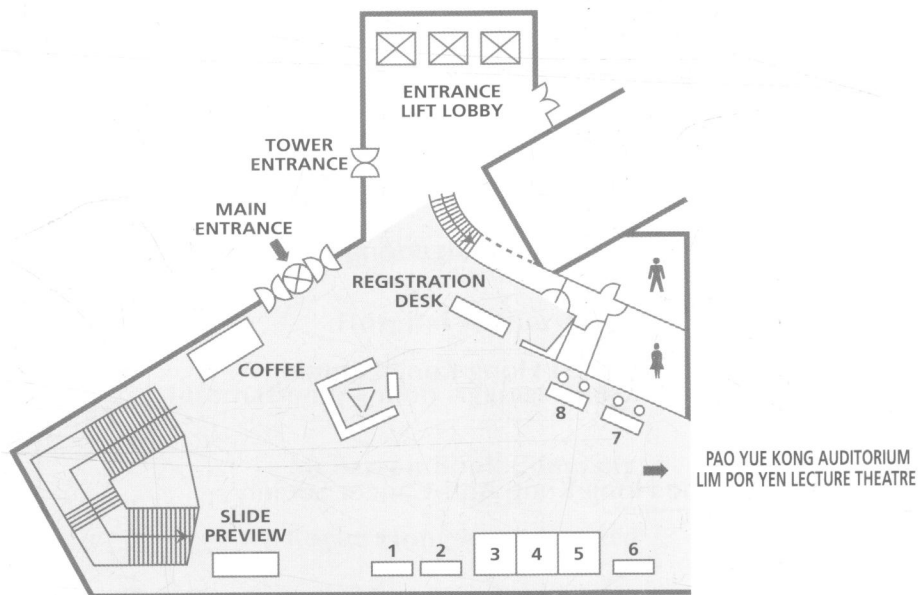 ENTRANCE
LIFT LOBBY
TOWER
ENTRANCE
MAIN
ENTRANCE
REGISTRATION
DESK
COFFEE
8
7
PAO YUE KONG AUDITORIUM
LIM POR YEN LECTURE THEATRE
SLIDE
PREVIEW
1
2
3
4
5
6